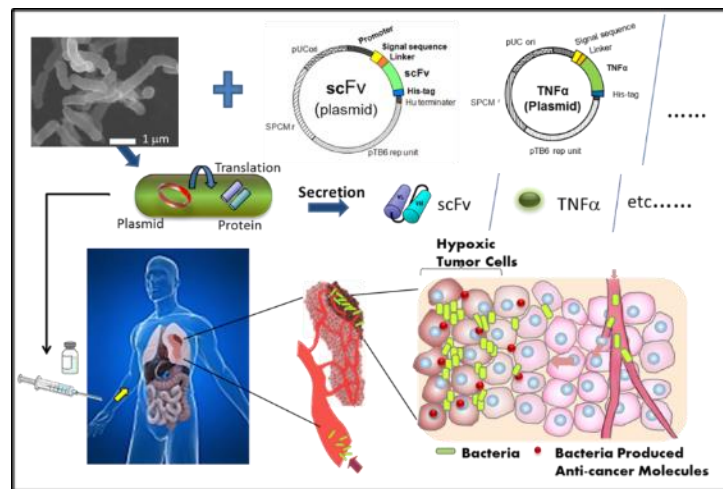 1 μm
Promoter
pUCori
Signal sequence
Linker
scFv
scFv
(plasmid)
His-tag
Hu terminater
SPCM r
pTB6 rep unit
pUC ori
Signal sequence
Linker
TNFα
TNFα
(Plasmid)
His-tag
SPCM r
pTB6 rep unit
......
Translation
Plasmid
Protein
Secretion
VL
VH
scFv
TNFα
etc......
Hypoxic
Tumor Cells
Bacteria
Bacteria Produced
Anti-cancer Molecules